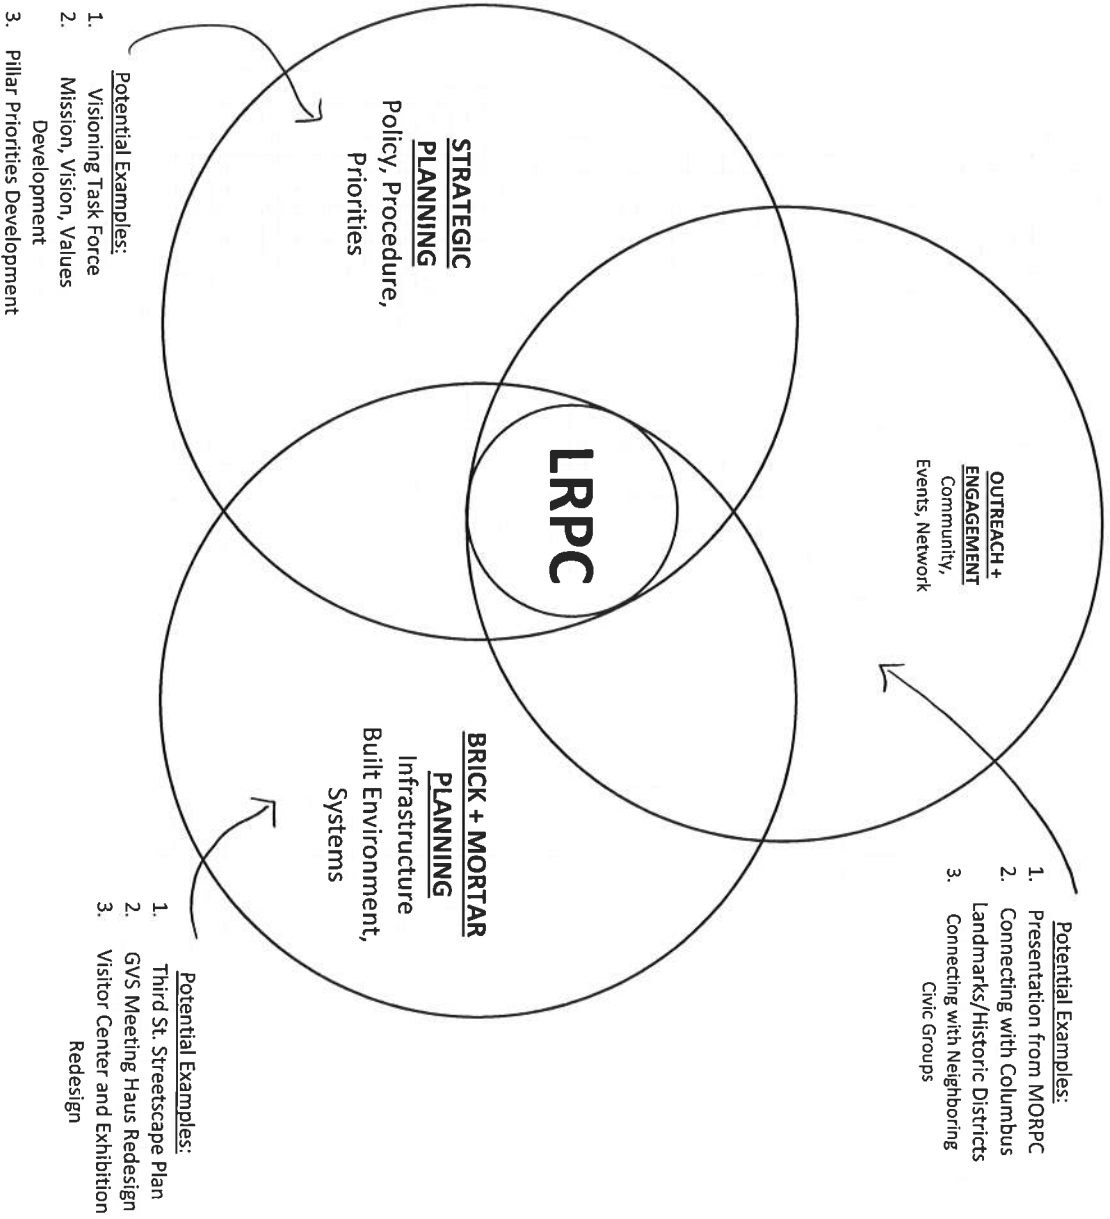 OUTREACH +
ENGAGEMENT
Community,
Events, Network
Potential Examples:
1. Presentation from MORPC
2. Connecting with Columbus
Landmarks/Historic Districts
3. Connecting with Neighboring
Civic Groups
LRPC
STRATEGIC
PLANNING
Policy, Procedure,
Priorities
BRICK + MORTAR
PLANNING
Infrastructure
Built Environment,
Systems
Potential Examples:
1. Visioning Task Force
2. Mission, Vision, Values
Development
3. Pillar Priorities Development
Potential Examples:
1. Third St. Streetscape Plan
2. GVS Meeting Haus Redesign
3. Visitor Center and Exhibition
Redesign